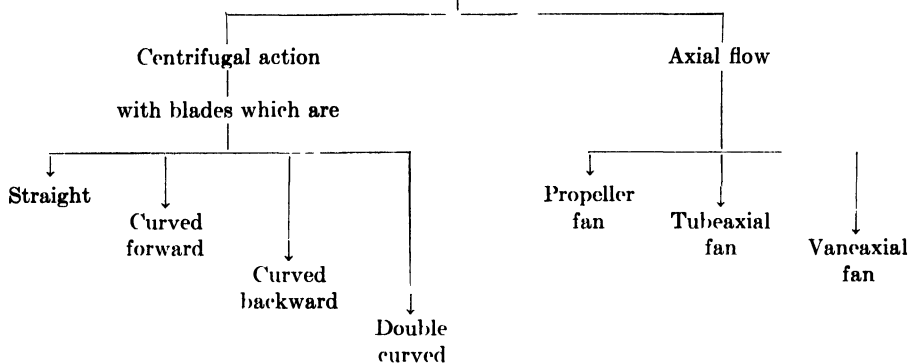 Centrifugal action
Axial flow
with blades which are
Straight
Curved
forward
Curved
backward
Double
curved
Propeller
fan
Tubeaxial
fan
Vaneaxial
fan